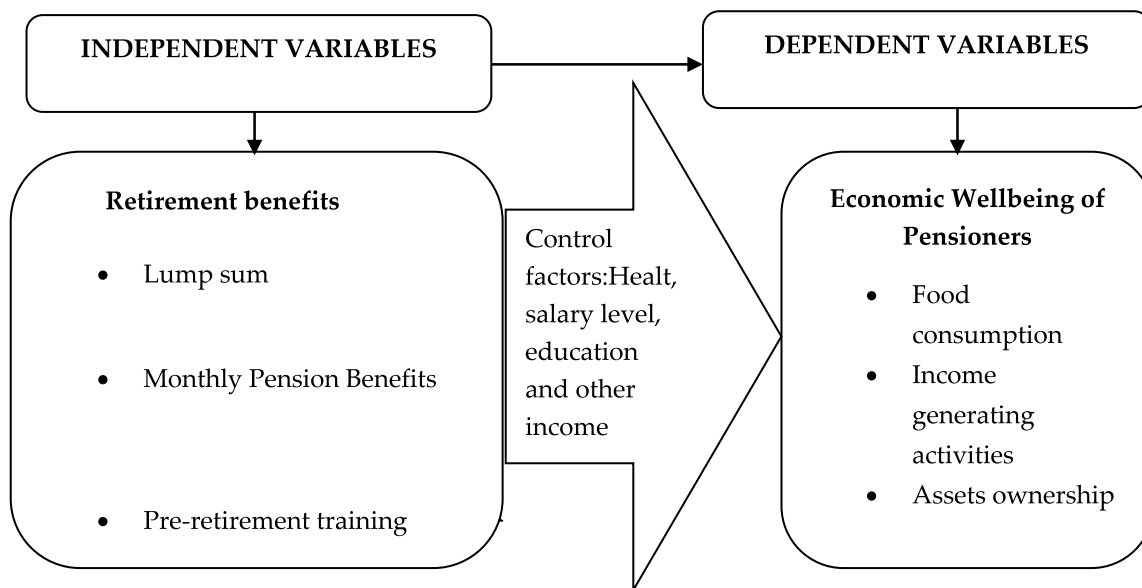 INDEPENDENT VARIABLES
DEPENDENT VARIABLES
Retirement benefits
• Lump sum
• Monthly Pension Benefits
• Pre-retirement training
Control
factors:Healt,
salary level,
education
and other
income
Economic Wellbeing of
Pensioners
• Food
consumption
• Income
generating
activities
• Assets ownership